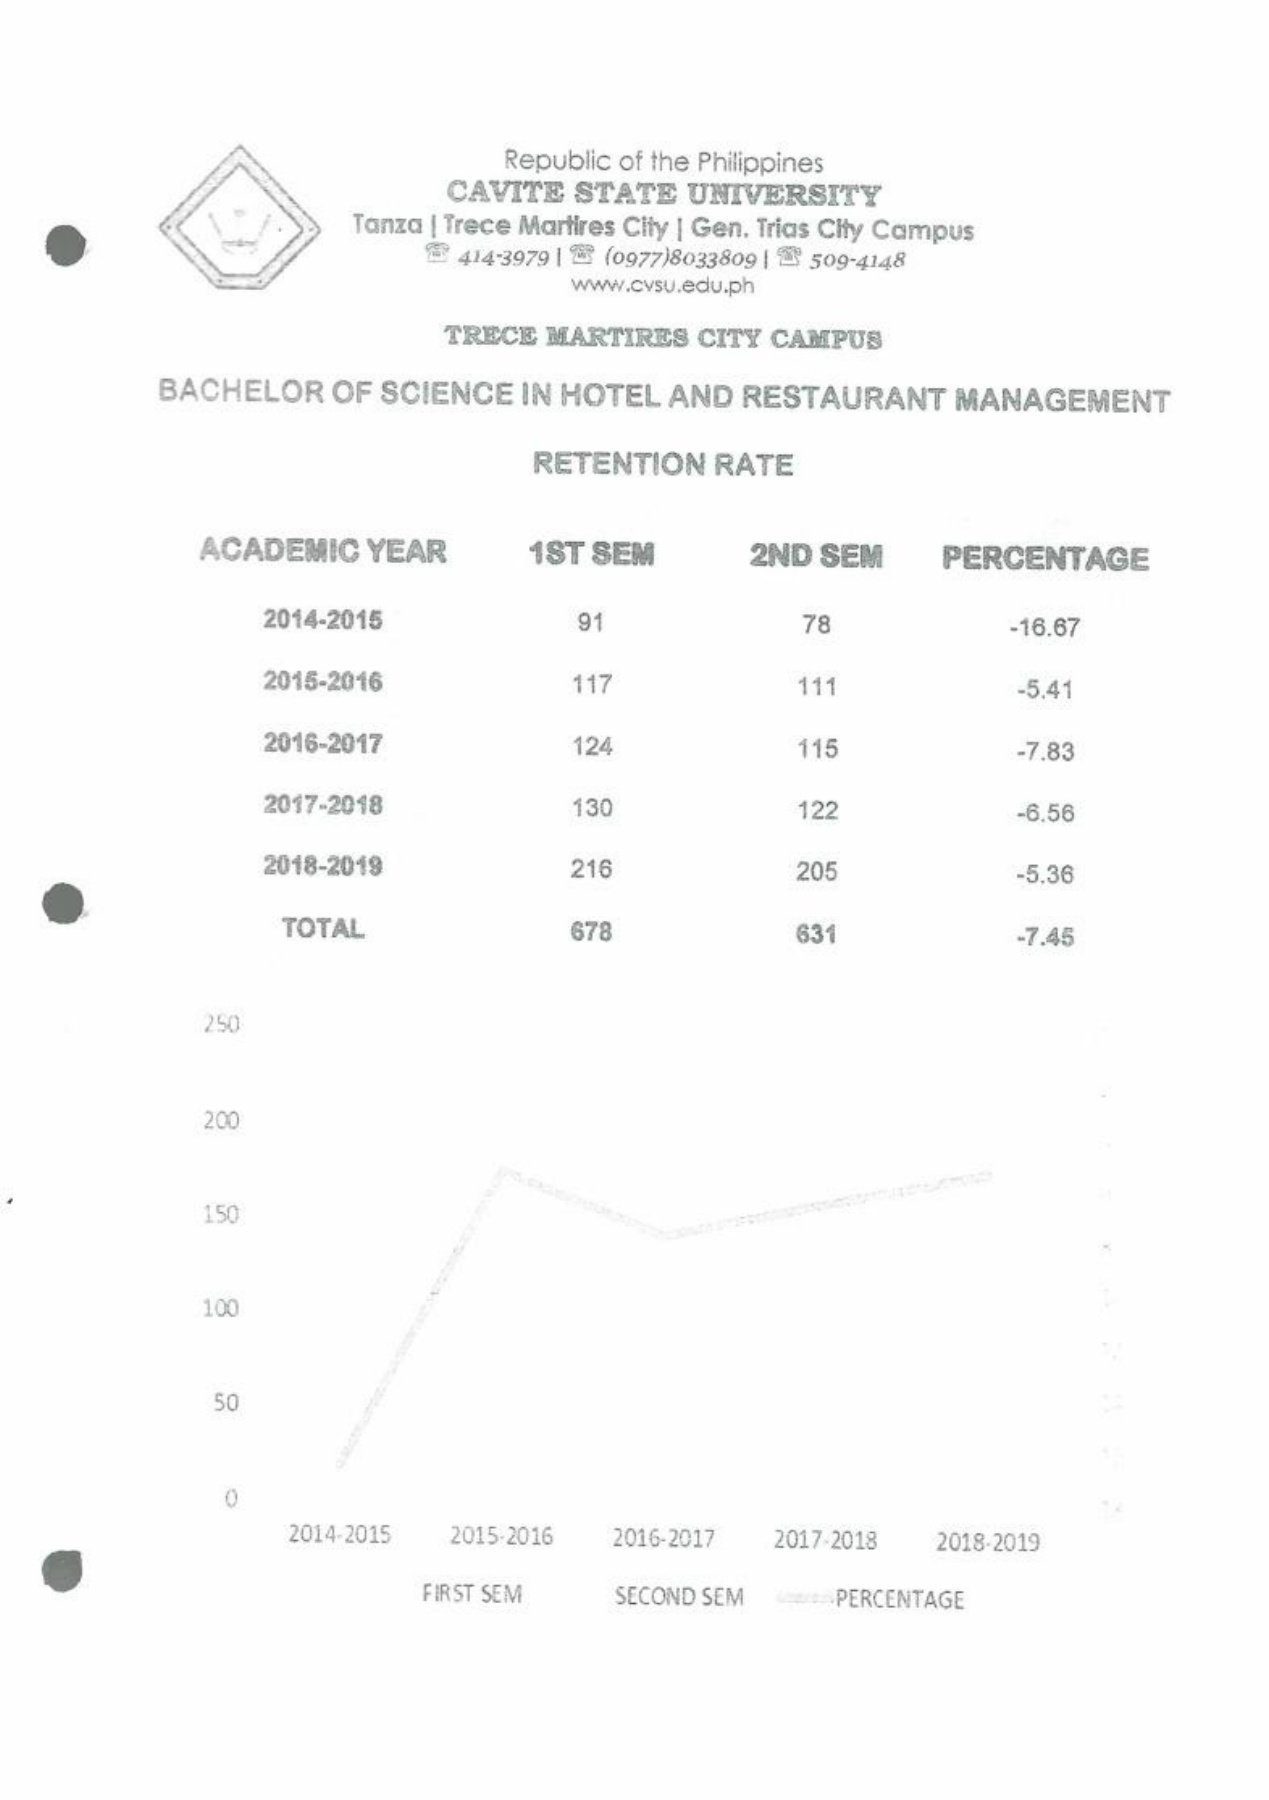 Republic of the Philippines
CAVITE STATE UNIVERSITY
Tanza | Trece Martires City | Gen. Trias City Campus
☎ 414-3979 | ☎ (0977)8033809 | ☎ 509-4148
www.cvsu.edu.ph
TRECE MARTIRES CITY CAMPUS
BACHELOR OF SCIENCE IN HOTEL AND RESTAURANT MANAGEMENT
RETENTION RATE
ACADEMIC YEAR 1ST SEM 2ND SEM PERCENTAGE
2014-2015 91 78 -16.67
2015-2016 117 111 -5.41
2016-2017 124 115 -7.83
2017-2018 130 122 -6.56
2018-2019 216 205 -5.36
TOTAL 678 631 -7.45
250
200
150
100
50
0
2014-2015 2015-2016 2016-2017 2017-2018 2018-2019
FIRST SEM SECOND SEM PERCENTAGE